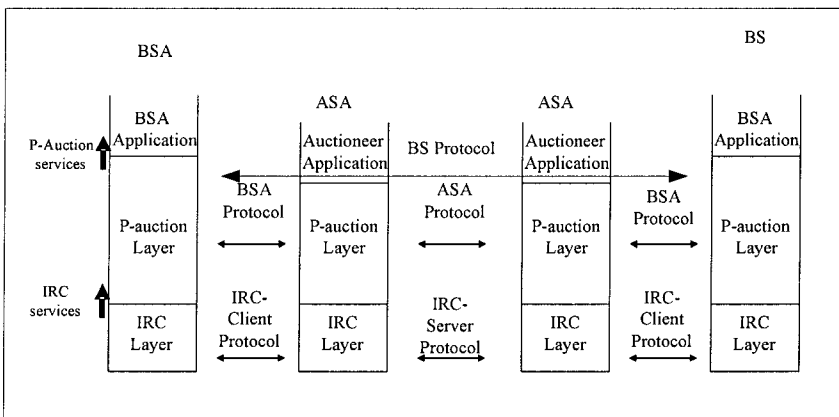 BSA
BS
ASA
ASA
BSA
Application
P-Auction
services
Auctioneer
Application
BS Protocol
Auctioneer
Application
BSA
Application
BSA
Protocol
ASA
Protocol
BSA
Protocol
P-auction
Layer
P-auction
Layer
P-auction
Layer
P-auction
Layer
IRC
services
IRC
Layer
IRC-
Client
Protocol
IRC
Layer
IRC-
Server
Protocol
IRC
Layer
IRC-
Client
Protocol
IRC
Layer